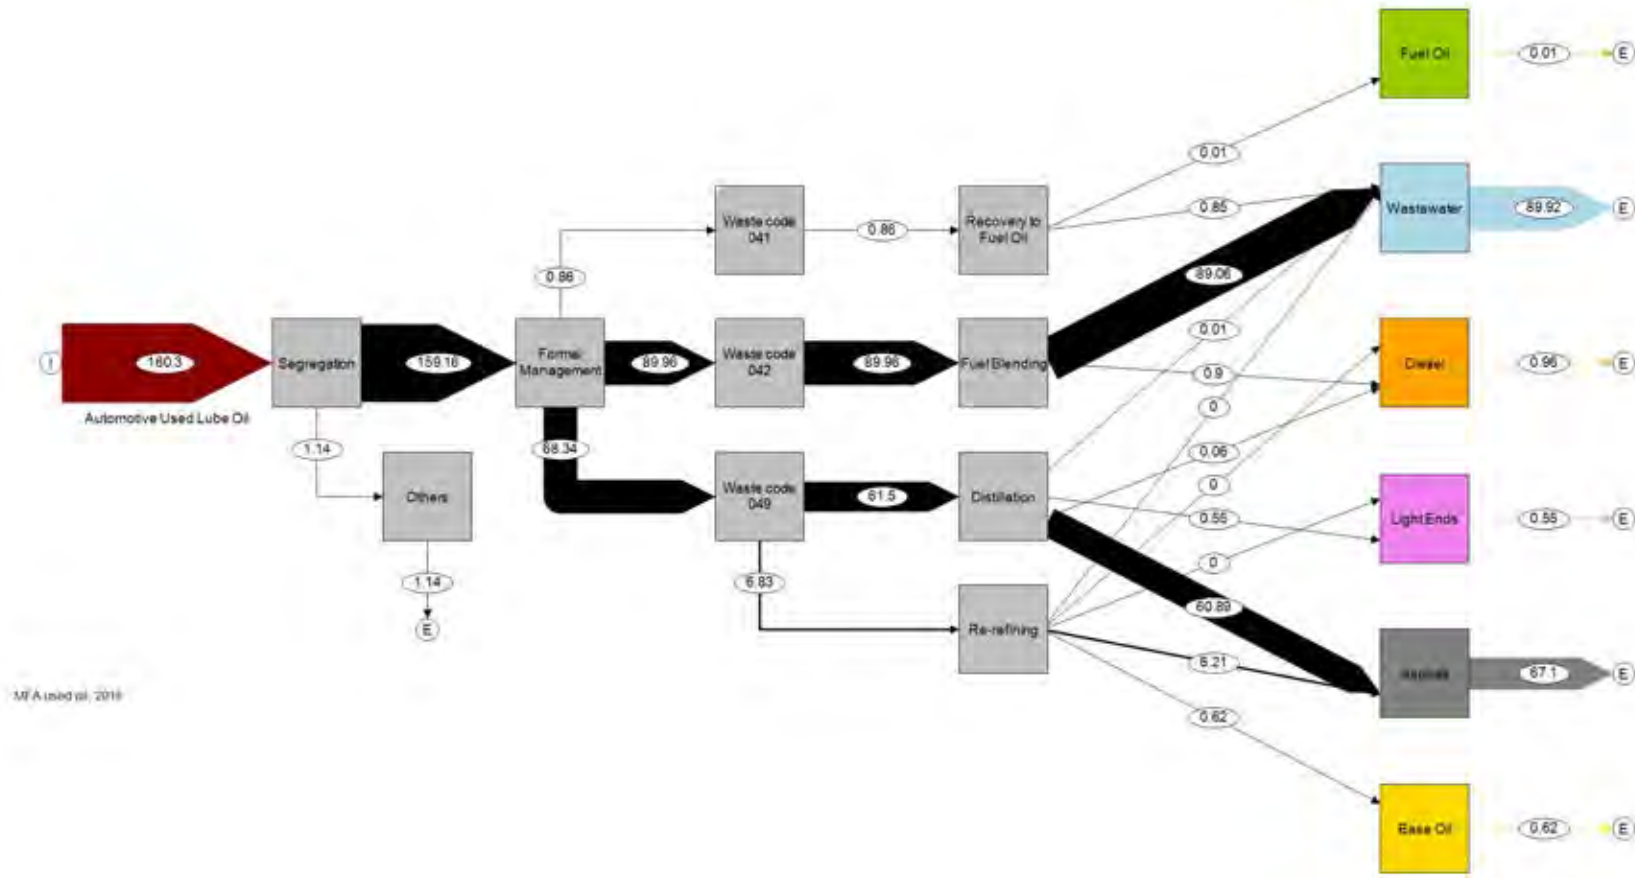 Fuel Oil
0.01
E
0.01
Waste code
041
0.86
Recovery to
Fuel Oil
0.85
Wastewater
89.92
E
0.86
89.06
I
160.3
Automotive Used Lube Oil
Segregation
159.16
Formal
Management
89.96
Waste code
042
89.96
Fuel Blending
0.01
0.9
0
Diesel
0.96
E
1.14
Others
1.14
E
68.34
Waste code
049
61.5
Distillation
0.06
0
0.55
Light Ends
0.55
E
0
6.83
60.89
Re-refining
6.21
67.1
E
0.62
Base Oil
0.62
E
MFA used oil,